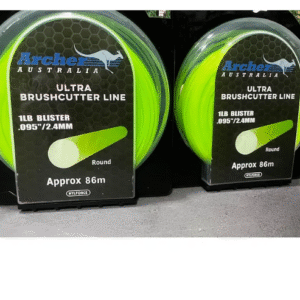 Archer
AUSTRALIA
ULTRA
BRUSHCUTTER LINE
1LB BLISTER
.095"/2.4MM
Round
Approx 86m
Archer
AUSTRALIA
ULTRA
BRUSHCUTTER LINE
1LB BLISTER
.095"/2.4MM
Round
Approx 86m